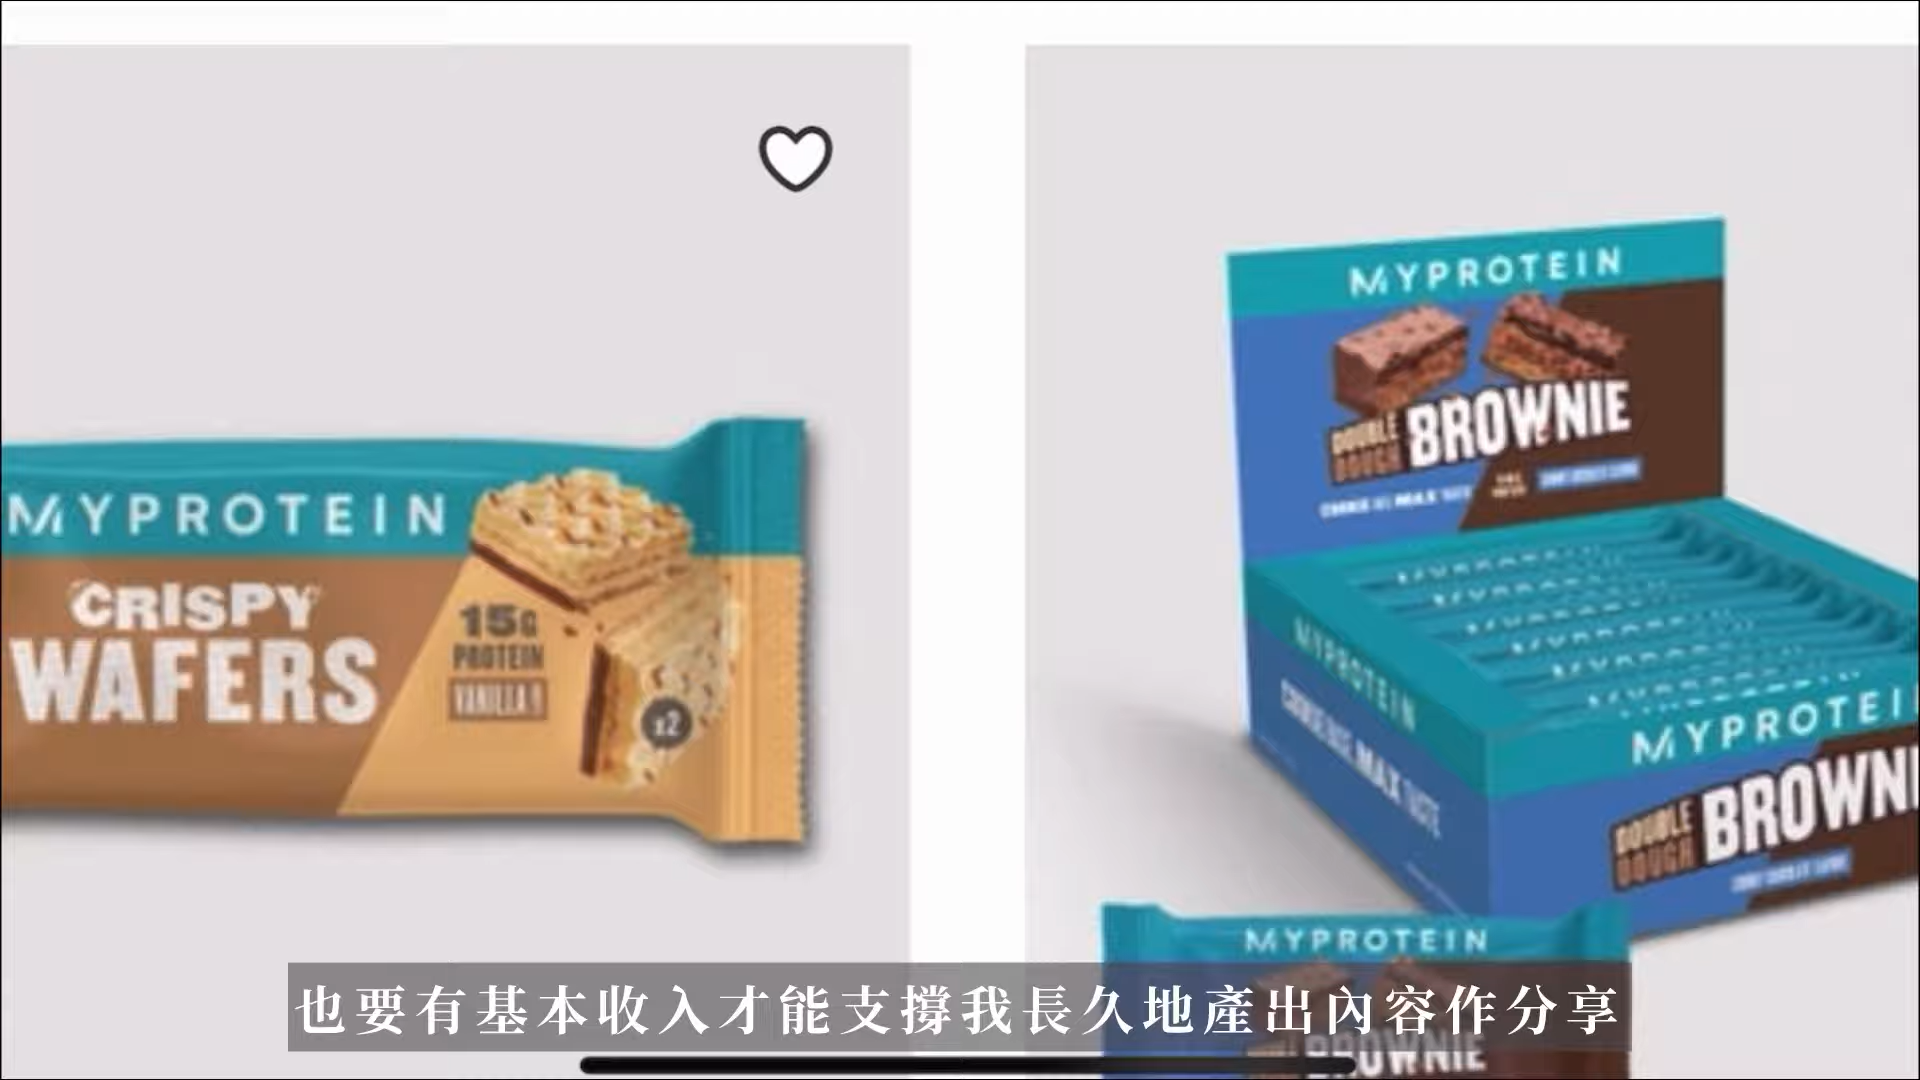 MYPROTEIN
CRISPY
WAFERS
15G
PROTEIN
VANILLA
x2
MYPROTEIN
DOUBLE
DOUGH
BROWNIE
MYPROTEIN
MAX TASTE
MYPROTEIN
DOUBLE
DOUGH
BROWNI
MYPROTEIN
BROWNIE
也要有基本收入才能支撐我長久地產出內容作分享